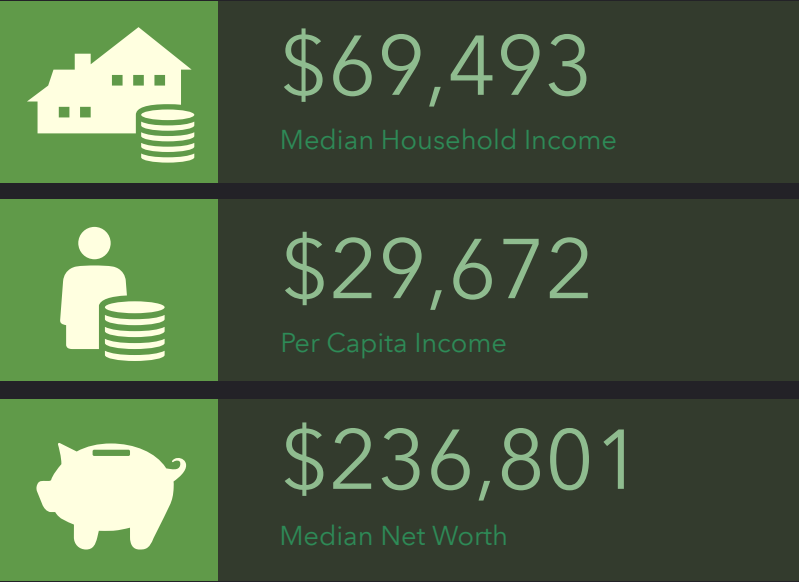 $69,493
Median Household Income
$29,672
Per Capita Income
$236,801
Median Net Worth